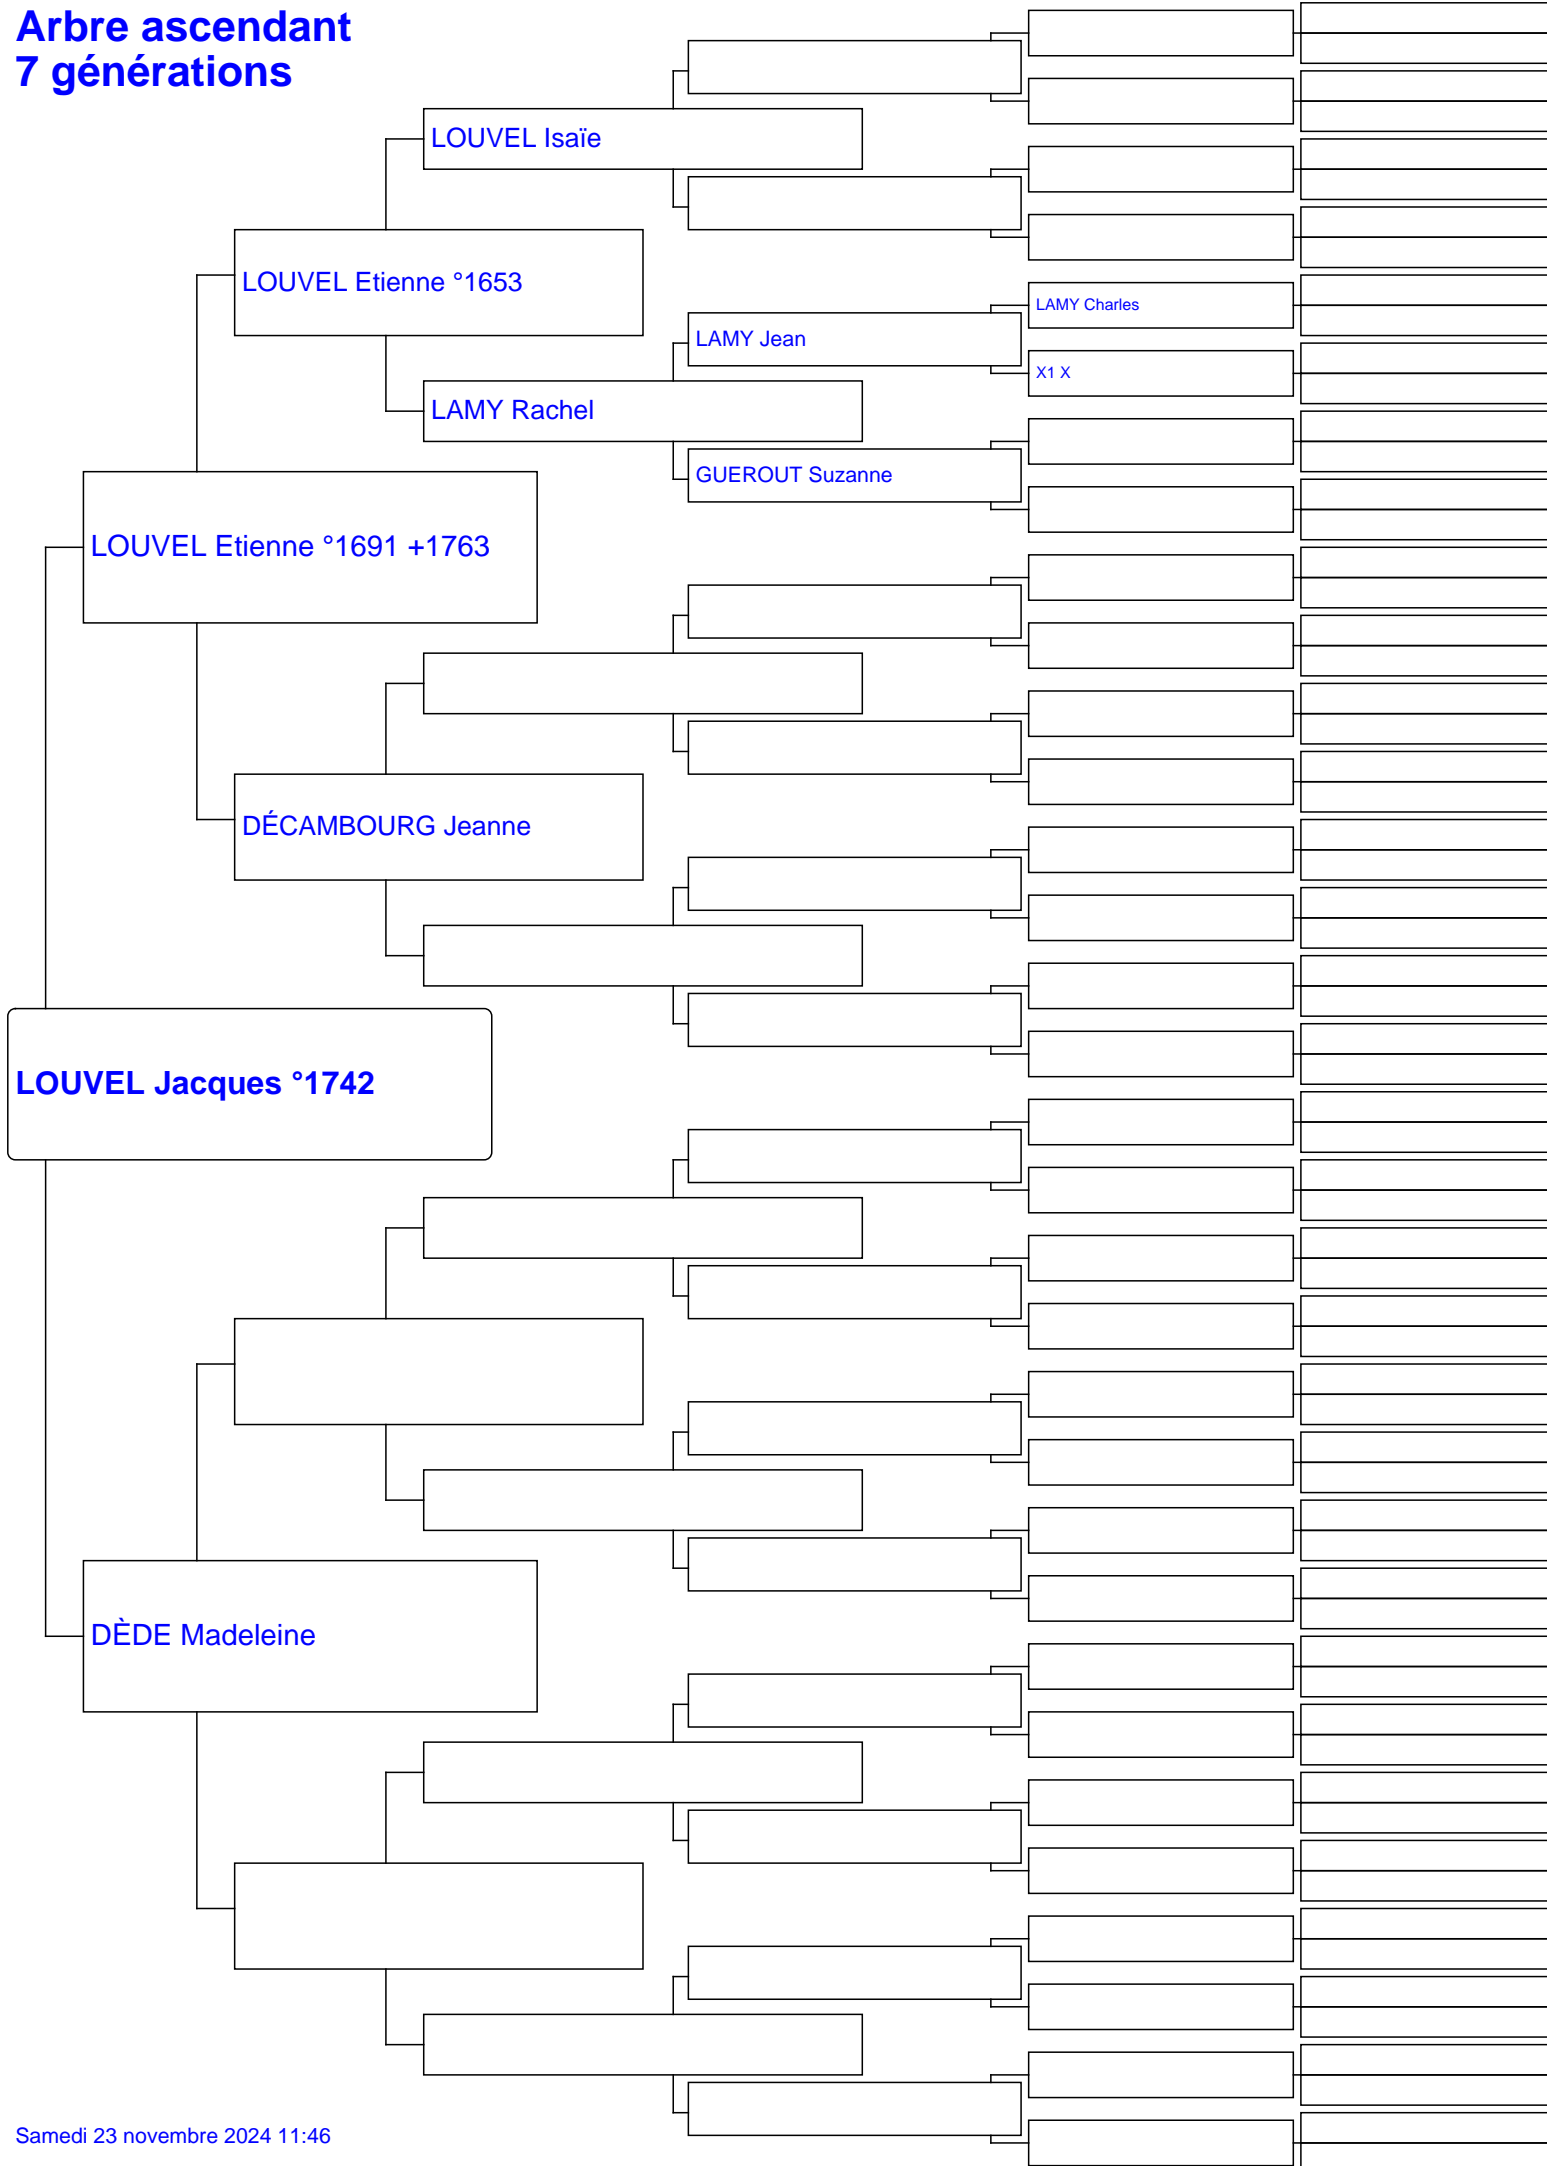 Arbre ascendant
7 générations
LOUVEL Isaïe
LOUVEL Etienne °1653
LAMY Charles
LAMY Jean
X1 X
LAMY Rachel
GUEROUT Suzanne
LOUVEL Etienne °1691 +1763
DÉCAMBOURG Jeanne
LOUVEL Jacques °1742
DÈDE Madeleine
Samedi 23 novembre 2024 11:46